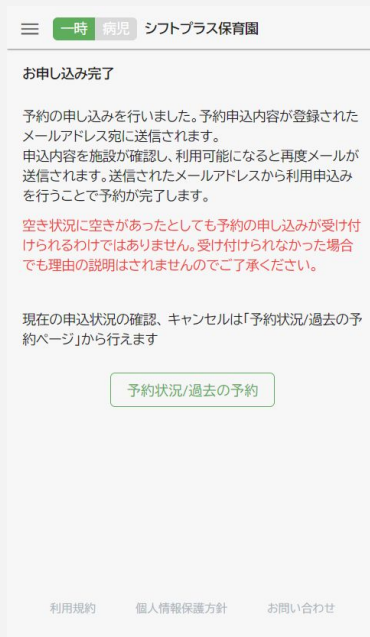 一時 病児 シフトプラス保育園
お申し込み完了
予約の申し込みを行いました。予約申込内容が登録された
メールアドレス宛に送信されます。
申込内容を施設が確認し、利用可能になると再度メールが
送信されます。送信されたメールアドレスから利用申込み
を行うことで予約が完了します。
空き状況に空きがあったとしても予約の申し込みが受け付
けられるわけではありません。受け付けられなかった場合
でも理由の説明はされませんのでご了承ください。
現在の申込状況の確認、キャンセルは「予約状況/過去の予
約ページ」から行えます
予約状況/過去の予約
利用規約 個人情報保護方針 お問い合わせ